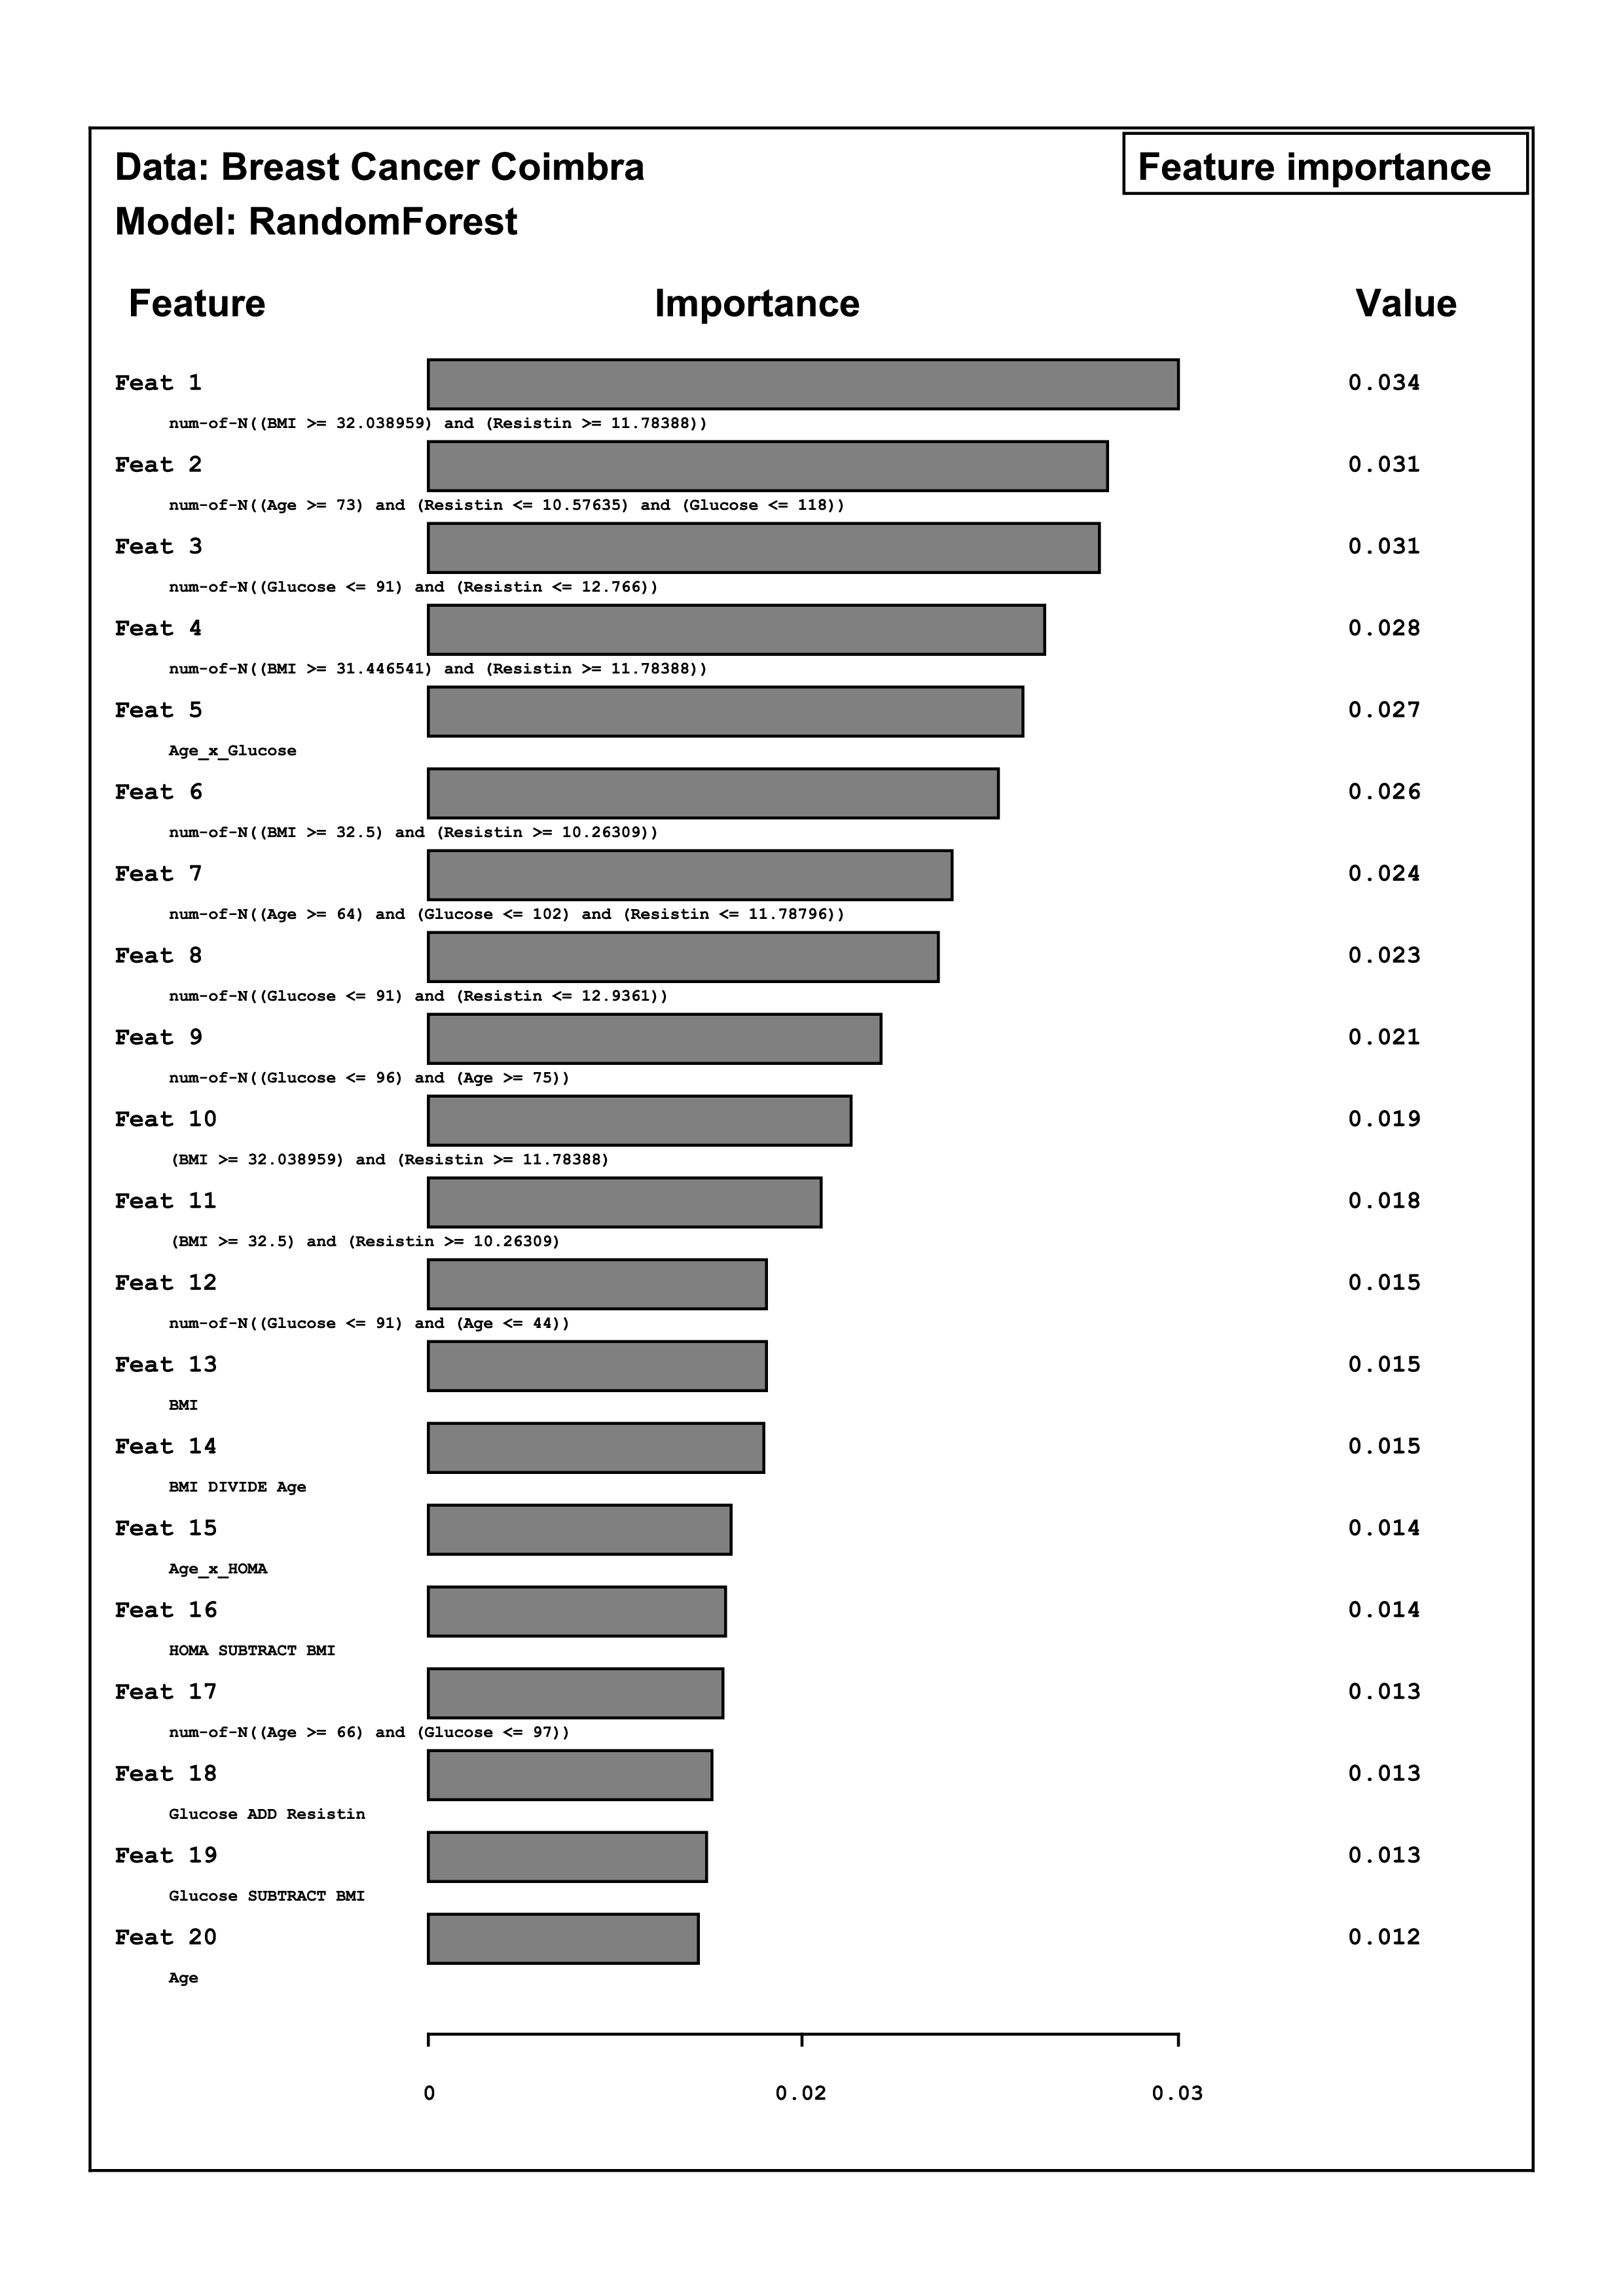 Data: Breast Cancer Coimbra
Feature importance
Model: RandomForest
Feature Importance Value
Feat 1 0.034
num-of-N((BMI >= 32.038959) and (Resistin >= 11.78388))
Feat 2 0.031
num-of-N((Age >= 73) and (Resistin <= 10.57635) and (Glucose <= 118))
Feat 3 0.031
num-of-N((Glucose <= 91) and (Resistin <= 12.766))
Feat 4 0.028
num-of-N((BMI >= 31.446541) and (Resistin >= 11.78388))
Feat 5 0.027
Age_x_Glucose
Feat 6 0.026
num-of-N((BMI >= 32.5) and (Resistin >= 10.26309))
Feat 7 0.024
num-of-N((Age >= 64) and (Glucose <= 102) and (Resistin <= 11.78796))
Feat 8 0.023
num-of-N((Glucose <= 91) and (Resistin <= 12.9361))
Feat 9 0.021
num-of-N((Glucose <= 96) and (Age >= 75))
Feat 10 0.019
(BMI >= 32.038959) and (Resistin >= 11.78388)
Feat 11 0.018
(BMI >= 32.5) and (Resistin >= 10.26309)
Feat 12 0.015
num-of-N((Glucose <= 91) and (Age <= 44))
Feat 13 0.015
BMI
Feat 14 0.015
BMI DIVIDE Age
Feat 15 0.014
Age_x_HOMA
Feat 16 0.014
HOMA SUBTRACT BMI
Feat 17 0.013
num-of-N((Age >= 66) and (Glucose <= 97))
Feat 18 0.013
Glucose ADD Resistin
Feat 19 0.013
Glucose SUBTRACT BMI
Feat 20 0.012
Age
0 0.02 0.03